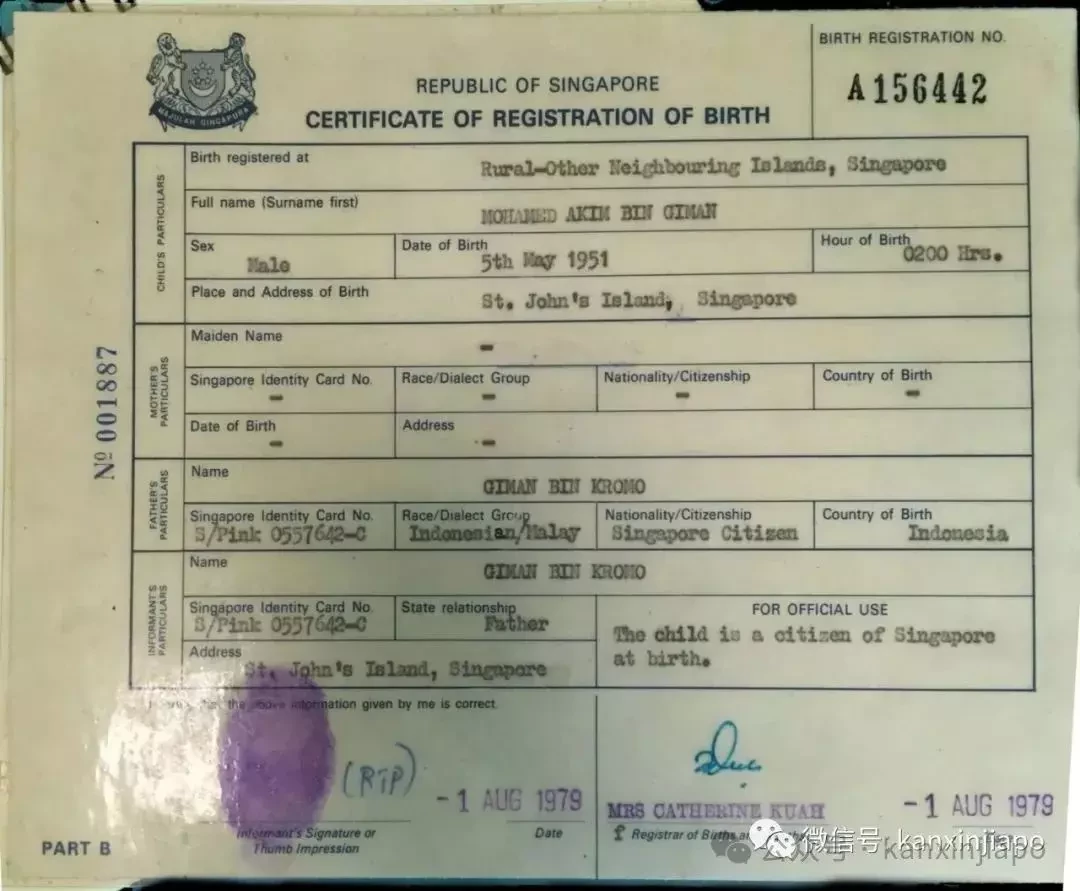 BIRTH REGISTRATION NO.
A 156442
MAJULAH SINGAPURA
REPUBLIC OF SINGAPORE
CERTIFICATE OF REGISTRATION OF BIRTH
CHILD'S PARTICULARS
Birth registered at
Rural-Other Neighbouring Islands, Singapore
Full name (Surname first)
MOHAMED AKIM BIN GIMAN
Sex
Male
Date of Birth
5th May 1951
Hour of Birth
0200 Hrs.
Place and Address of Birth
St. John's Island, Singapore
MOTHER'S PARTICULARS
Maiden Name
-
Singapore Identity Card No.
-
Race/Dialect Group
-
Nationality/Citizenship
-
Country of Birth
-
Date of Birth
-
Address
-
Nº 001887
FATHER'S PARTICULARS
Name
GIMAN BIN KROMO
Singapore Identity Card No.
S/Pink 0557642-C
Race/Dialect Group
Indonesian/Malay
Nationality/Citizenship
Singapore Citizen
Country of Birth
Indonesia
INFORMANT'S PARTICULARS
Name
GIMAN BIN KROMO
Singapore Identity Card No.
S/Pink 0557642-C
State relationship
Father
Address
St. John's Island, Singapore
FOR OFFICIAL USE
The child is a citizen of Singapore
at birth.
the above information given by me is correct.
(RTP)
-1 AUG 1979
Informant's Signature or
Thumb Impression
Date
MRS CATHERINE KUAH
-1 AUG 1979
Registrar of Births
PART B
微信号: kanxinjiapo
公众号 · kanxinjiapo